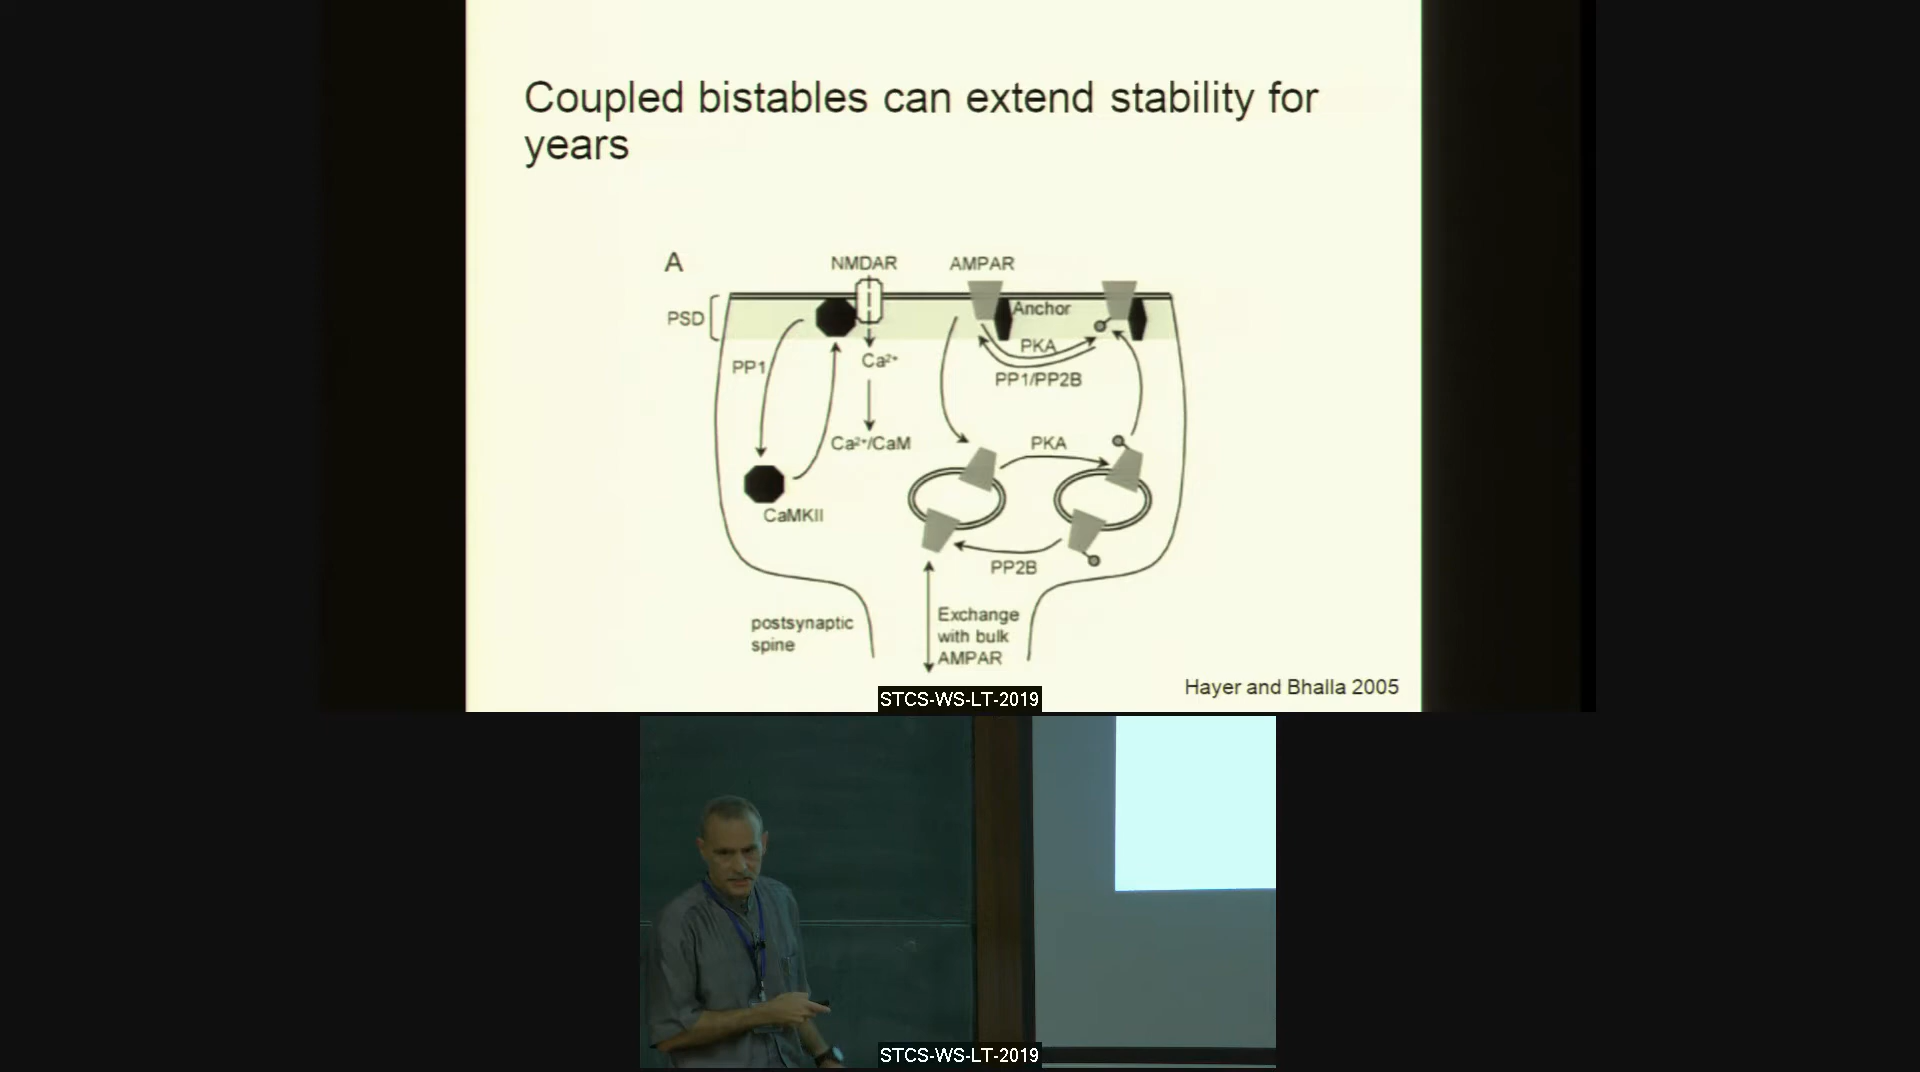 Coupled bistables can extend stability for
years
A
NMDAR
AMPAR
PSD
Anchor
PKA
PP1
Ca²⁺
PP1/PP2B
Ca²⁺/CaM
PKA
CaMKII
PP2B
postsynaptic
spine
Exchange
with bulk
AMPAR
Hayer and Bhalla 2005
STCS-WS-LT-2019
STCS-WS-LT-2019